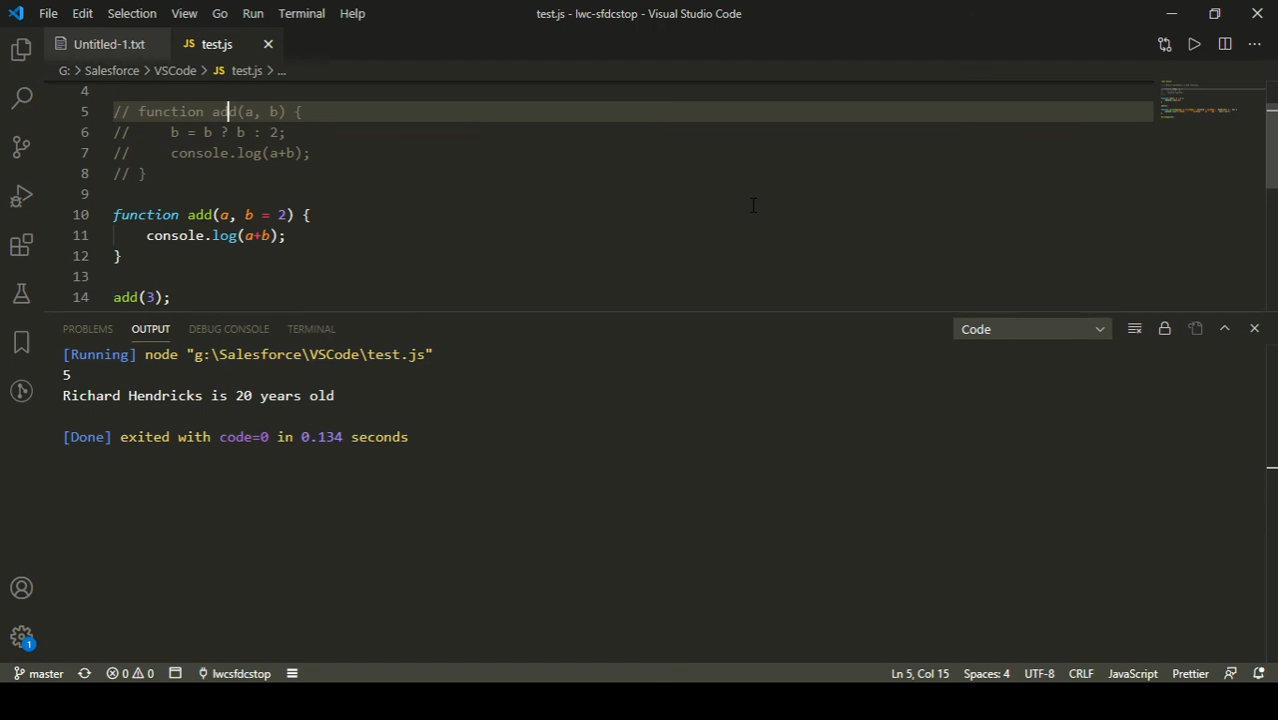 File Edit Selection View Go Run Terminal Help test.js - lwc-sfdcstop - Visual Studio Code
Untitled-1.txt JS test.js
G: > Salesforce > VSCode > JS test.js > ...
4
5 // function add(a, b) {
6 //     b = b ? b : 2;
7 //     console.log(a+b);
8 // }
9
10 function add(a, b = 2) {
11     console.log(a+b);
12 }
13
14 add(3);
PROBLEMS OUTPUT DEBUG CONSOLE TERMINAL Code
[Running] node "g:\Salesforce\VSCode\test.js"
5
Richard Hendricks is 20 years old
[Done] exited with code=0 in 0.134 seconds
1
master 0 0 lwcsfdcstop Ln 5, Col 15 Spaces: 4 UTF-8 CRLF JavaScript Prettier